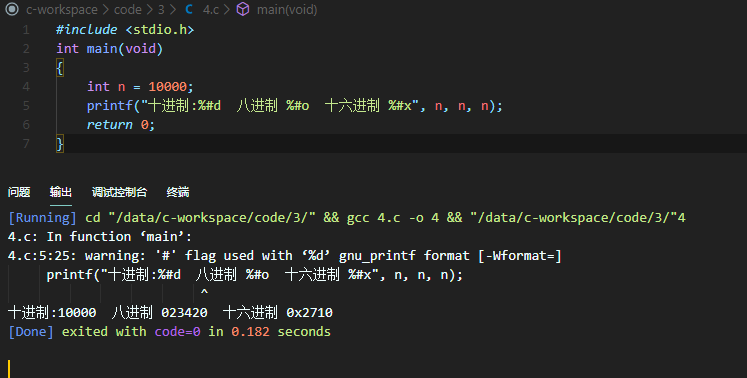 c-workspace > code > 3 > C 4.c > main(void)
1 #include <stdio.h>
2 int main(void)
3 {
4 int n = 10000;
5 printf("十进制:%#d 八进制 %#o 十六进制 %#x", n, n, n);
6 return 0;
7 }
问题 输出 调试控制台 终端
[Running] cd "/data/c-workspace/code/3/" && gcc 4.c -o 4 && "/data/c-workspace/code/3/"4
4.c: In function ‘main’:
4.c:5:25: warning: '#' flag used with ‘%d’ gnu_printf format [-Wformat=]
printf("十进制:%#d 八进制 %#o 十六进制 %#x", n, n, n);
^
十进制:10000 八进制 023420 十六进制 0x2710
[Done] exited with code=0 in 0.182 seconds